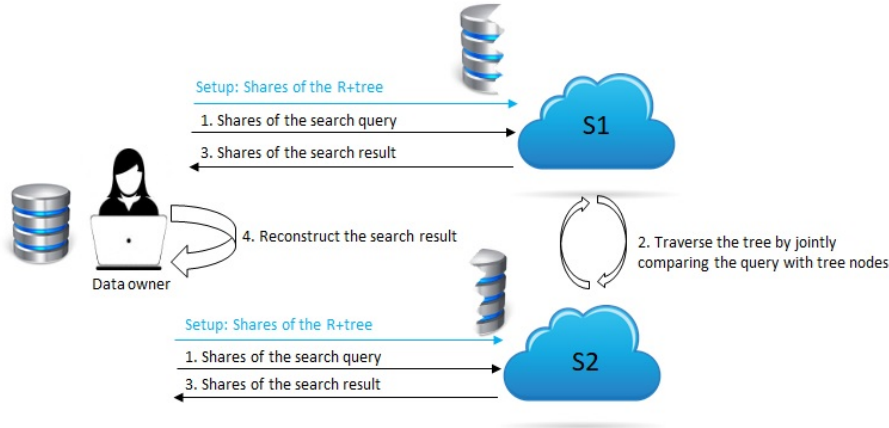 Setup: Shares of the R+tree
1. Shares of the search query
3. Shares of the search result
S1
4. Reconstruct the search result
2. Traverse the tree by jointly
comparing the query with tree nodes
Data owner
Setup: Shares of the R+tree
1. Shares of the search query
3. Shares of the search result
S2